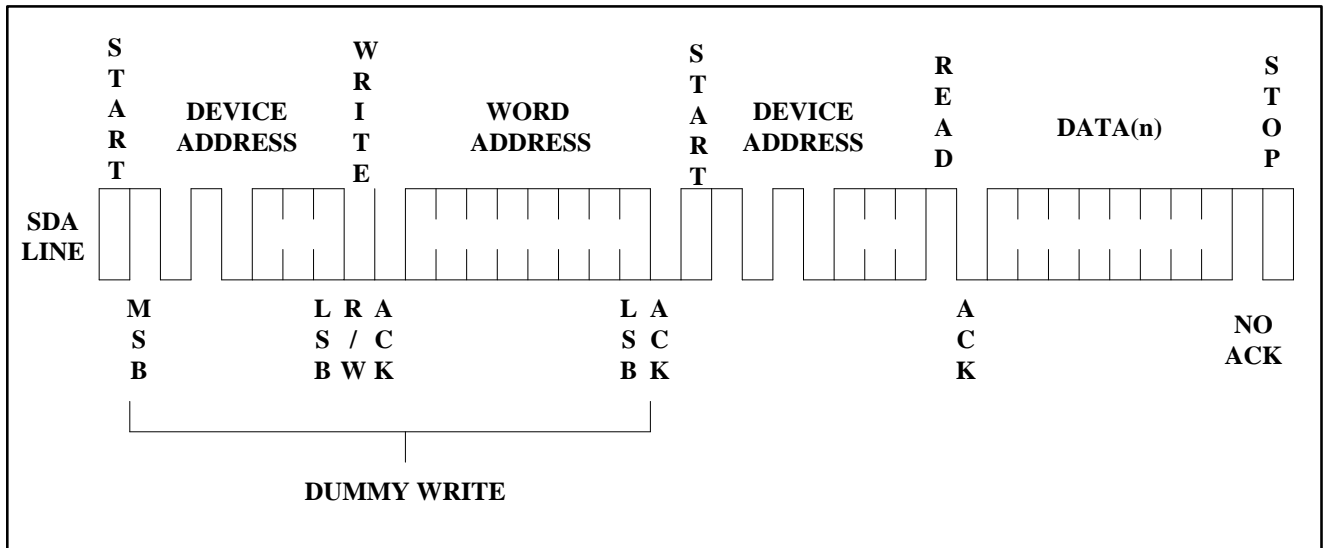 START
WRITE
START
READ
STOP
DEVICE
ADDRESS
WORD
ADDRESS
DEVICE
ADDRESS
DATA(n)
SDA
LINE
MSB
LSB
R/W
ACK
LSB
ACK
ACK
NO
ACK
DUMMY WRITE